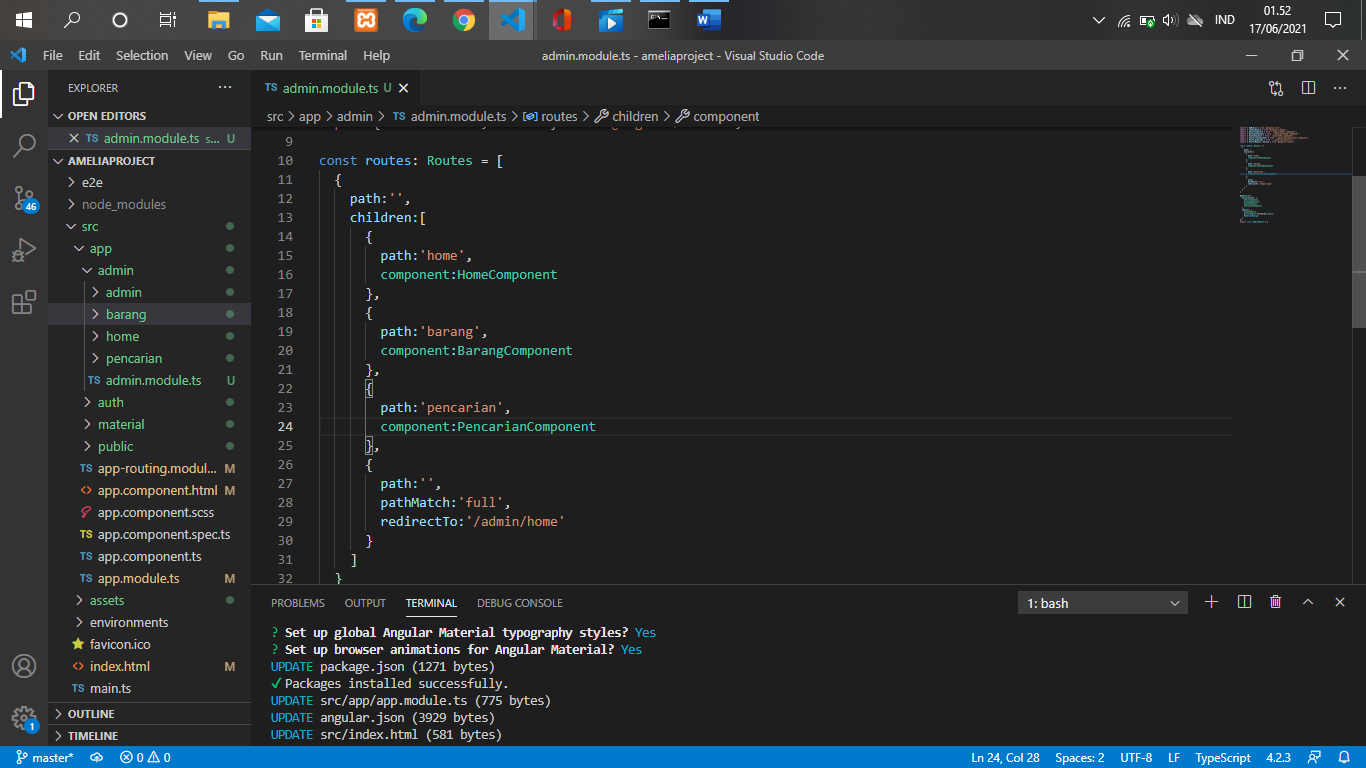 01.52
IND
17/06/2021
File Edit Selection View Go Run Terminal Help
admin.module.ts - ameliaproject - Visual Studio Code
EXPLORER
OPEN EDITORS
TS admin.module.ts s... U
AMELIAPROJECT
e2e
node_modules
src
app
admin
admin
barang
home
pencarian
TS admin.module.ts U
auth
material
public
TS app-routing.modul... M
<> app.component.html M
app.component.scss
TS app.component.spec.ts
TS app.component.ts
TS app.module.ts M
assets
environments
favicon.ico
<> index.html M
TS main.ts
OUTLINE
TIMELINE
46
1
TS admin.module.ts U
src > app > admin > TS admin.module.ts > routes > children > component
9
10 const routes: Routes = [
11 {
12 path:'',
13 children:[
14 {
15 path:'home',
16 component:HomeComponent
17 },
18 {
19 path:'barang',
20 component:BarangComponent
21 },
22 {
23 path:'pencarian',
24 component:PencarianComponent
25 },
26 {
27 path:'',
28 pathMatch:'full',
29 redirectTo:'/admin/home'
30 }
31 ]
32 }
PROBLEMS OUTPUT TERMINAL DEBUG CONSOLE
1: bash
? Set up global Angular Material typography styles? Yes
? Set up browser animations for Angular Material? Yes
UPDATE package.json (1271 bytes)
✓ Packages installed successfully.
UPDATE src/app/app.module.ts (775 bytes)
UPDATE angular.json (3929 bytes)
UPDATE src/index.html (581 bytes)
master* 0 0 Ln 24, Col 28 Spaces: 2 UTF-8 LF TypeScript 4.2.3